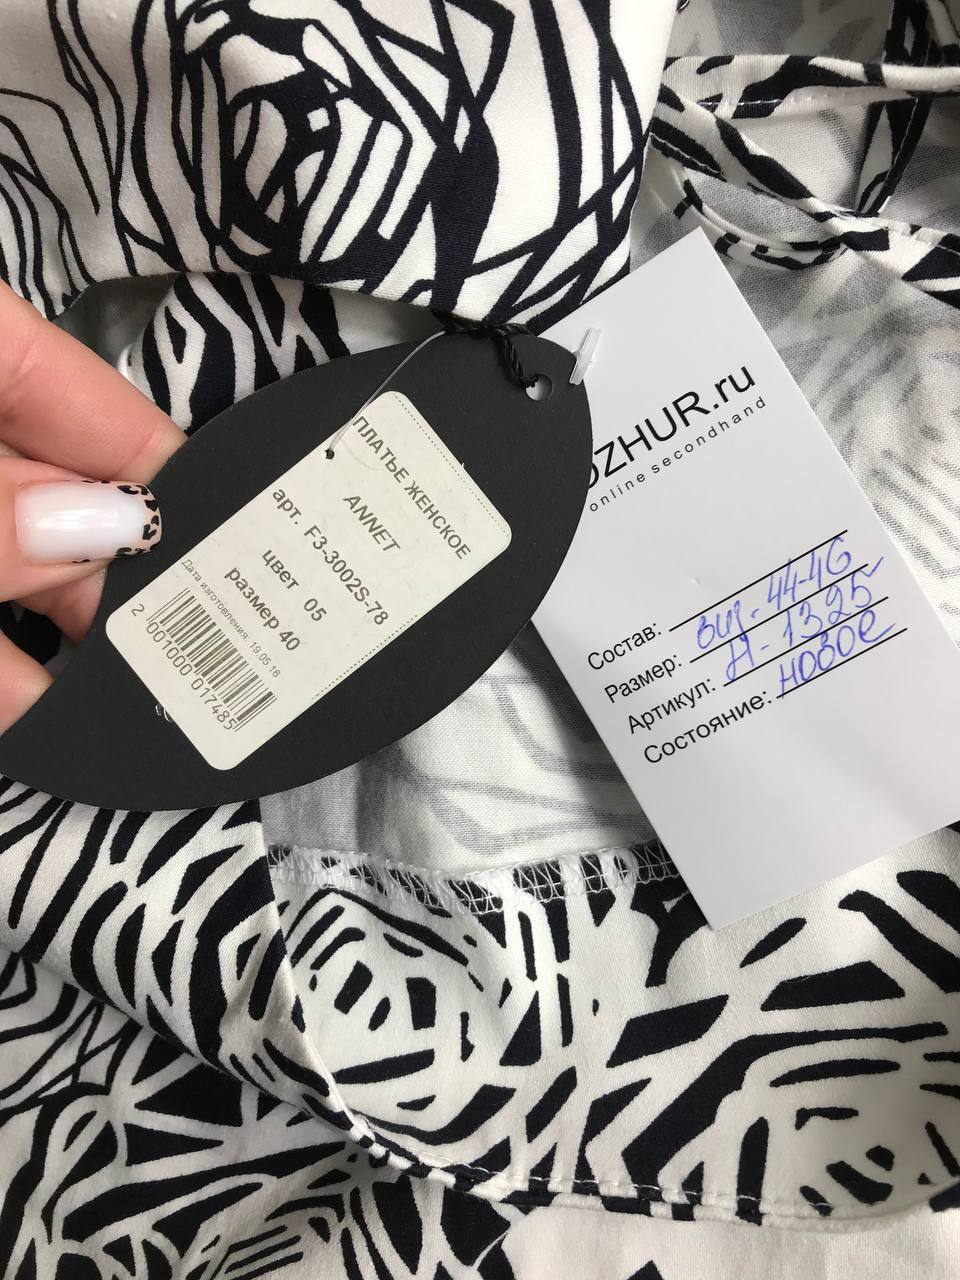 ПЛАТЬЕ ЖЕНСКОЕ
ANNET
арт. F3-3002S-78
цвет 05
размер 40
Дата изготовления: 19.05.16
2 001000 017485
ZHUR.ru
online secondhand
Состав:
Размер: 44-46
Артикул: 1325
Состояние: новое